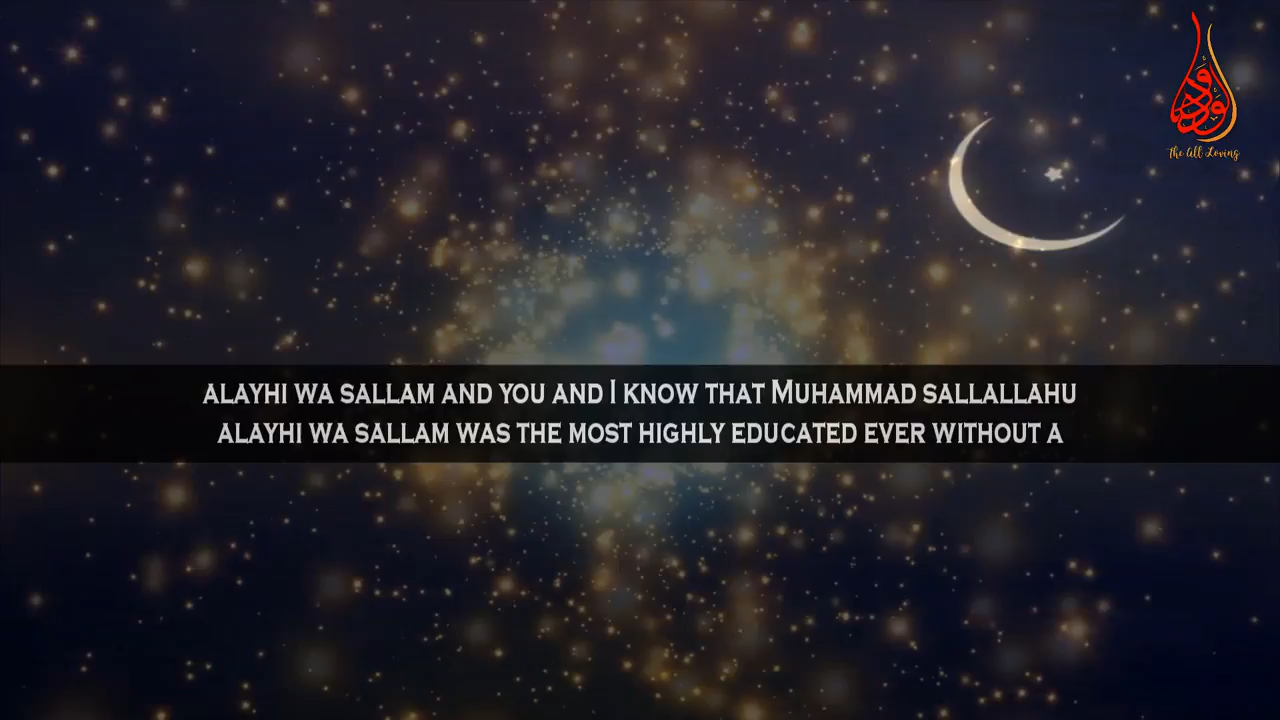 الودود
The All Loving
ALAYHI WA SALLAM AND YOU AND I KNOW THAT MUHAMMAD SALLALLAHU
ALAYHI WA SALLAM WAS THE MOST HIGHLY EDUCATED EVER WITHOUT A